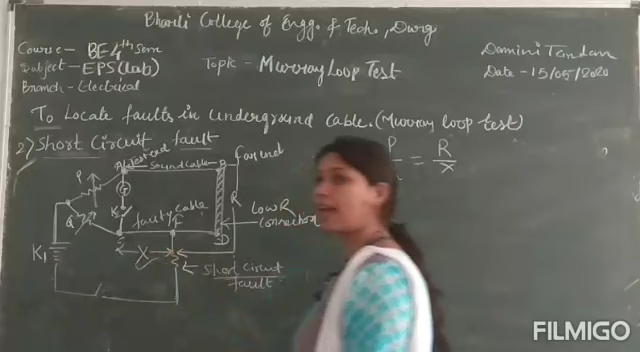 Bharti College of Engg. & Tech., Durg
Course - BE 4th Sem
Subject - EPS (Lab)
Branch - Electrical
Topic - Murray Loop Test
Damini Tandan
Date - 15/05/2020
To Locate faults in underground cable. (Murray loop test)
2) Short Circuit fault
P = R
X
A
Test end
Sound cable
B
far end
P
Q
G
K
R
faulty cable
F
Low R
Connection
D
K1
X
Short Circuit
fault
FILMIGO